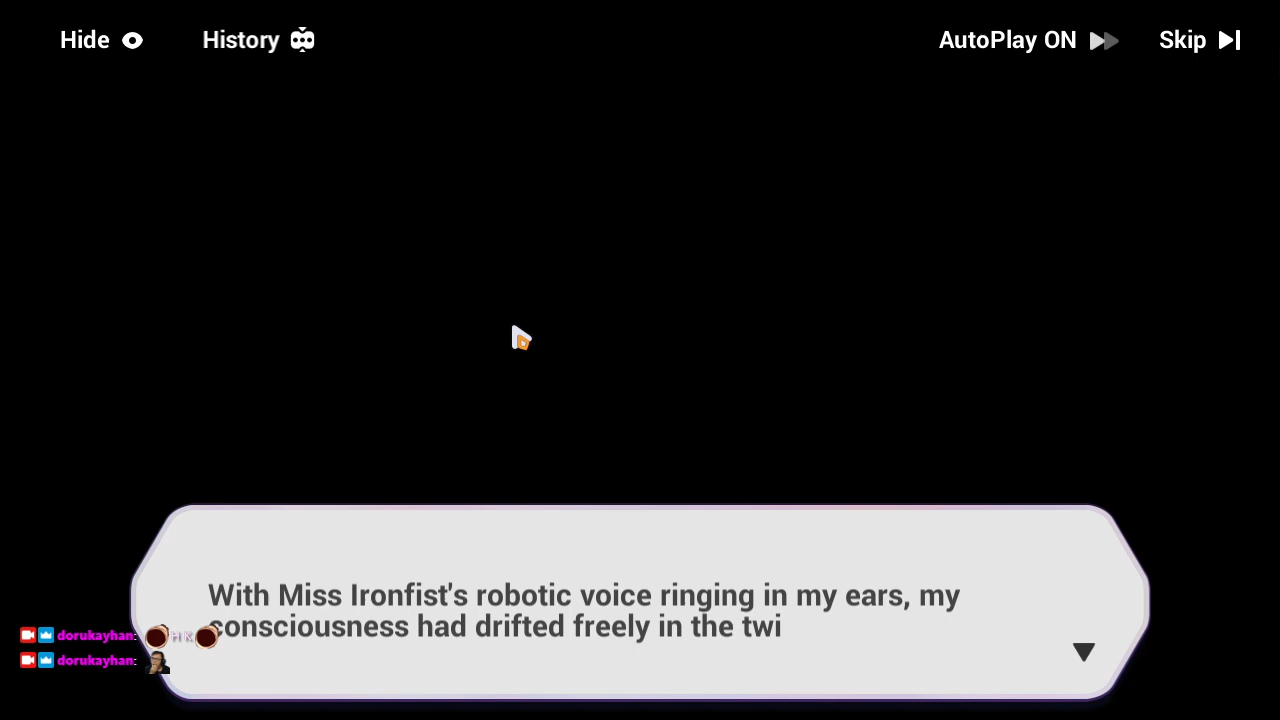 Hide
History
AutoPlay ON
Skip
With Miss Ironfist's robotic voice ringing in my ears, my
consciousness had drifted freely in the twi
dorukayhan: H K
dorukayhan: